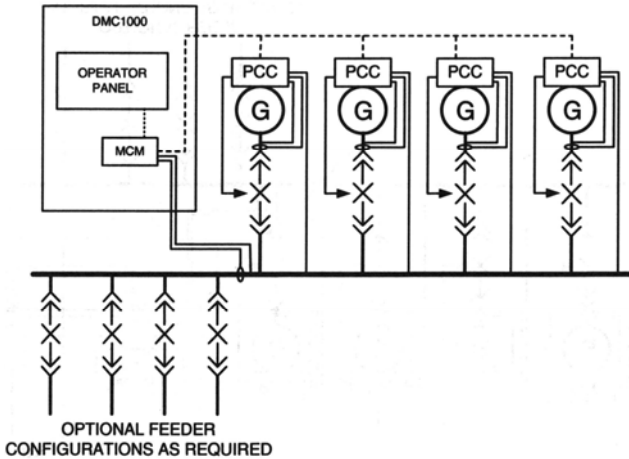 DMC1000
OPERATOR
PANEL
MCM
PCC
PCC
PCC
PCC
G
G
G
G
OPTIONAL FEEDER
CONFIGURATIONS AS REQUIRED